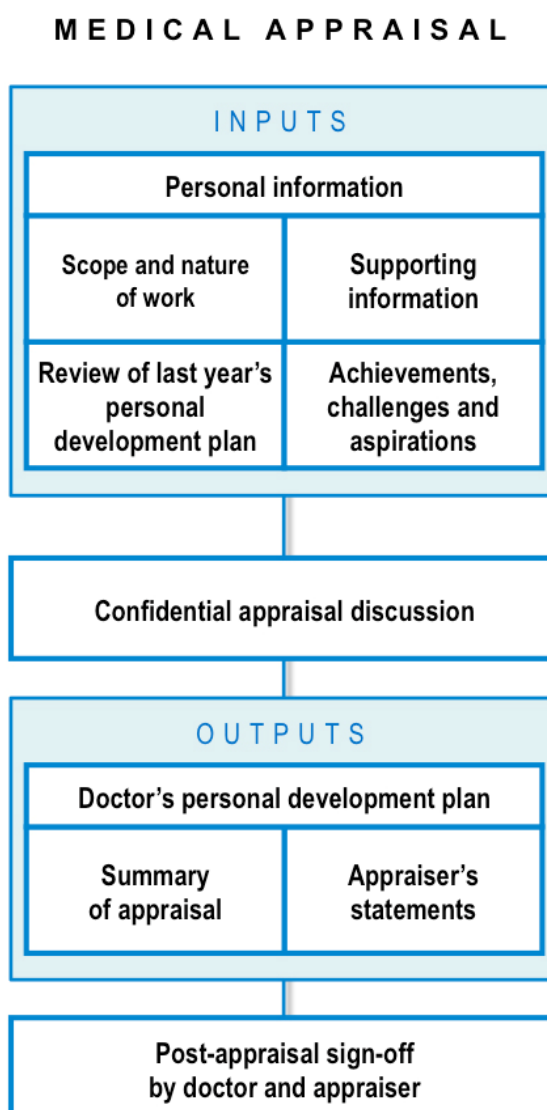 MEDICAL APPRAISAL
INPUTS
Personal information
Scope and nature
of work
Supporting
information
Review of last year’s
personal
development plan
Achievements,
challenges and
aspirations
Confidential appraisal discussion
OUTPUTS
Doctor’s personal development plan
Summary
of appraisal
Appraiser’s
statements
Post-appraisal sign-off
by doctor and appraiser